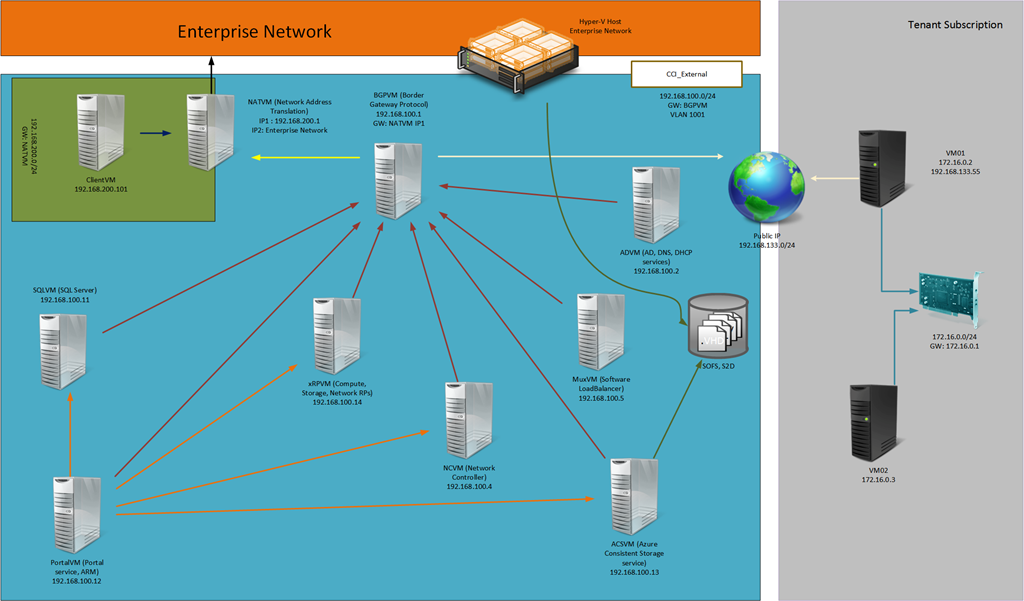 Enterprise Network
Hyper-V Host
Enterprise Network
Tenant Subscription
CCI_External
192.168.100.0/24
GW: BGPVM
VLAN 1001
BGPVM (Border
Gateway Protocol)
192.168.100.1
GW: NATVM IP1
NATVM (Network Address
Translation)
IP1 : 192.168.200.1
IP2: Enterprise Network
192.168.200.0/24
GW: NATVM
ClientVM
192.168.200.101
VM01
172.16.0.2
192.168.133.55
Public IP
192.168.133.0/24
ADVM (AD, DNS, DHCP
services)
192.168.100.2
SQLVM (SQL Server)
192.168.100.11
.VHD
SOFS, S2D
172.16.0.0/24
GW: 172.16.0.1
xRPVM (Compute,
Storage, Network RPs)
192.168.100.14
MuxVM (Software
LoadBalancer)
192.168.100.5
NCVM (Network
Controller)
192.168.100.4
VM02
172.16.0.3
PortalVM (Portal
service, ARM)
192.168.100.12
ACSVM (Azure
Consistent Storage
service)
192.168.100.13